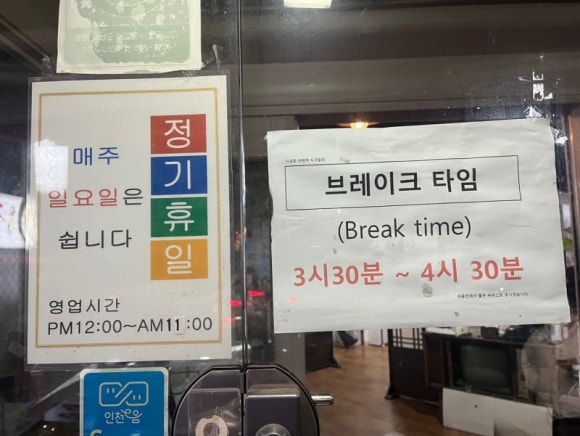 매주
일요일은
쉽니다
정기휴일
영업시간
PM12:00~AM11:00
브레이크 타임
(Break time)
3시30분 ~ 4시 30분
인천e음